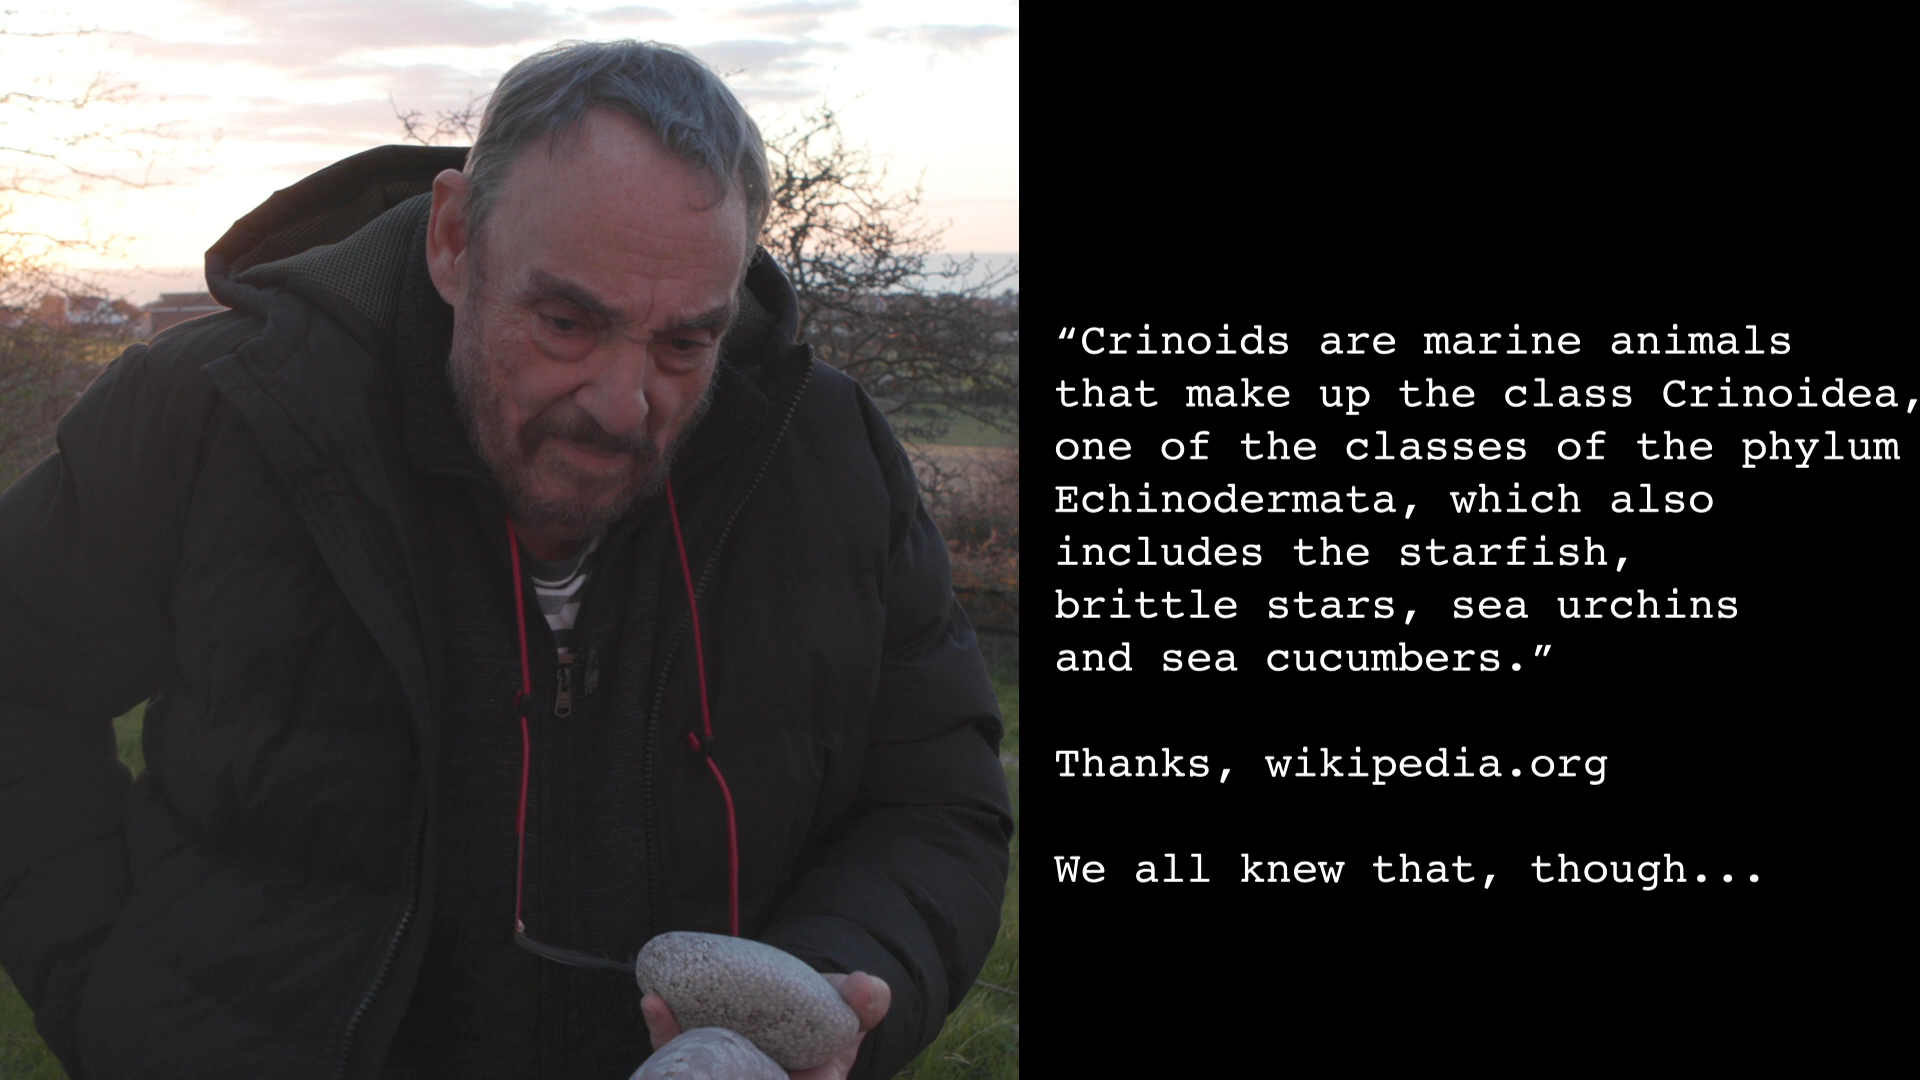 “Crinoids are marine animals
that make up the class Crinoidea,
one of the classes of the phylum
Echinodermata, which also
includes the starfish,
brittle stars, sea urchins
and sea cucumbers.”
Thanks, wikipedia.org
We all knew that, though...